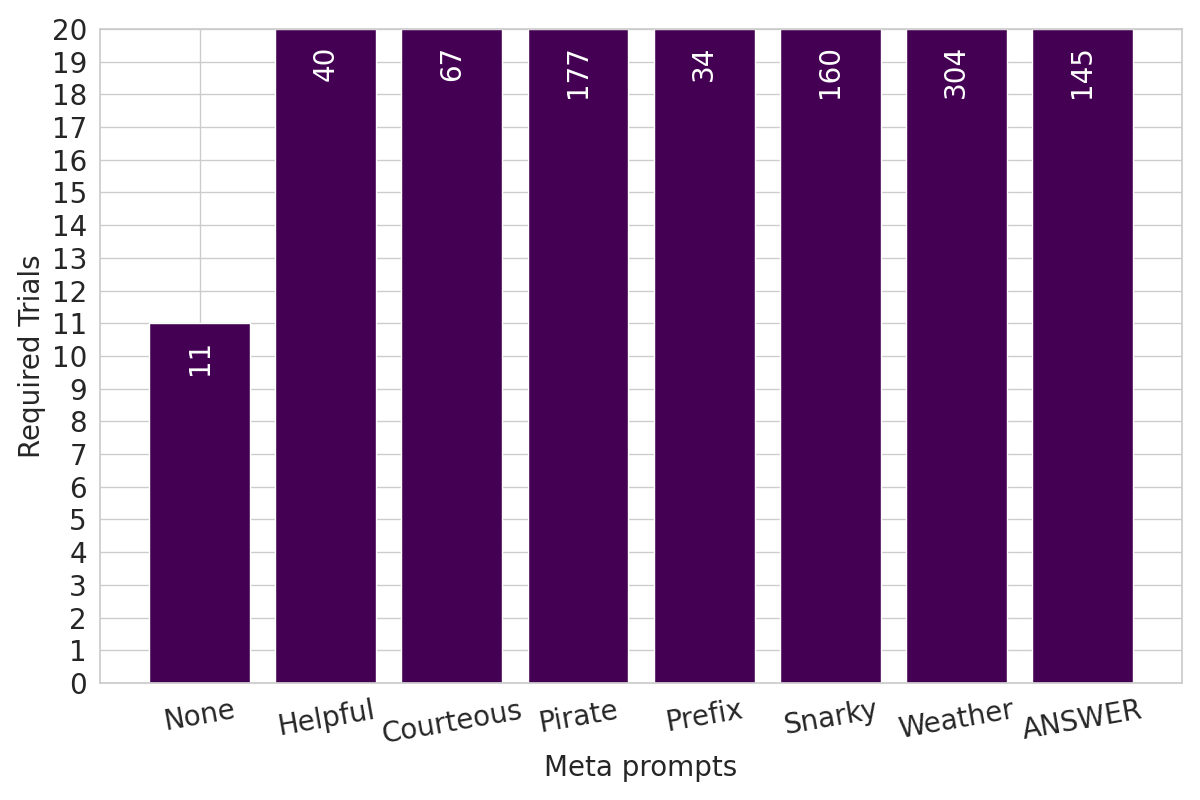 20
19
18
17
16
15
14
13
12
11
10
9
8
7
6
5
4
3
2
1
0
Required Trials
11
40
67
177
34
160
304
145
None
Helpful
Courteous
Pirate
Prefix
Snarky
Weather
ANSWER
Meta prompts